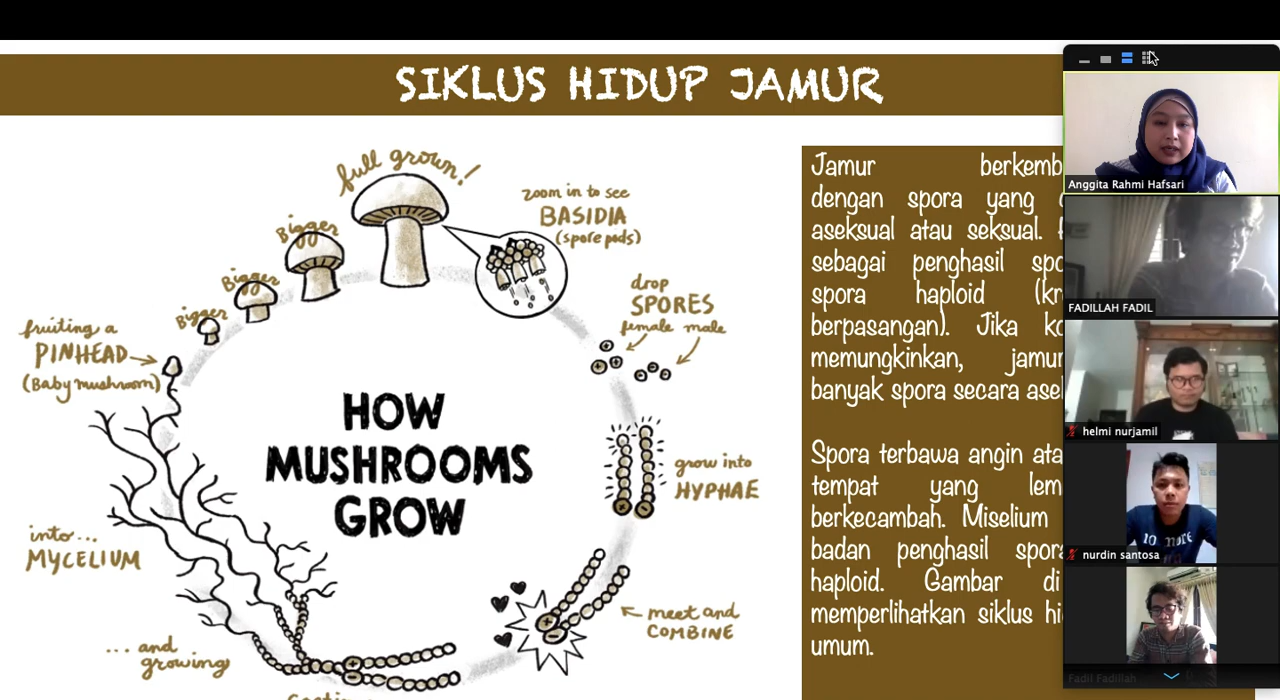 SIKLUS HIDUP JAMUR
full grown!
zoom in to see
BASIDIA
(spore pods)
Bigger
Bigger
Bigger
drop
SPORES
female male
fruiting a
PINHEAD
(Baby mushroom)
HOW
MUSHROOMS
GROW
grow into
HYPHAE
into...
MYCELIUM
meet and
COMBINE
... and
growing
Jamur berkemb
dengan spora yang
aseksual atau seksual.
sebagai penghasil spo
spora haploid (kr
berpasangan). Jika ko
memungkinkan, jamur
banyak spora secara ase
Spora terbawa angin ata
tempat yang lem
berkecambah. Miselium
badan penghasil spora
haploid. Gambar di
memperlihatkan siklus hi
umum.
Anggita Rahmi Hafsari
FADILLAH FADIL
helmi nurjamil
nurdin santosa
10 more
Fadil Fadillah